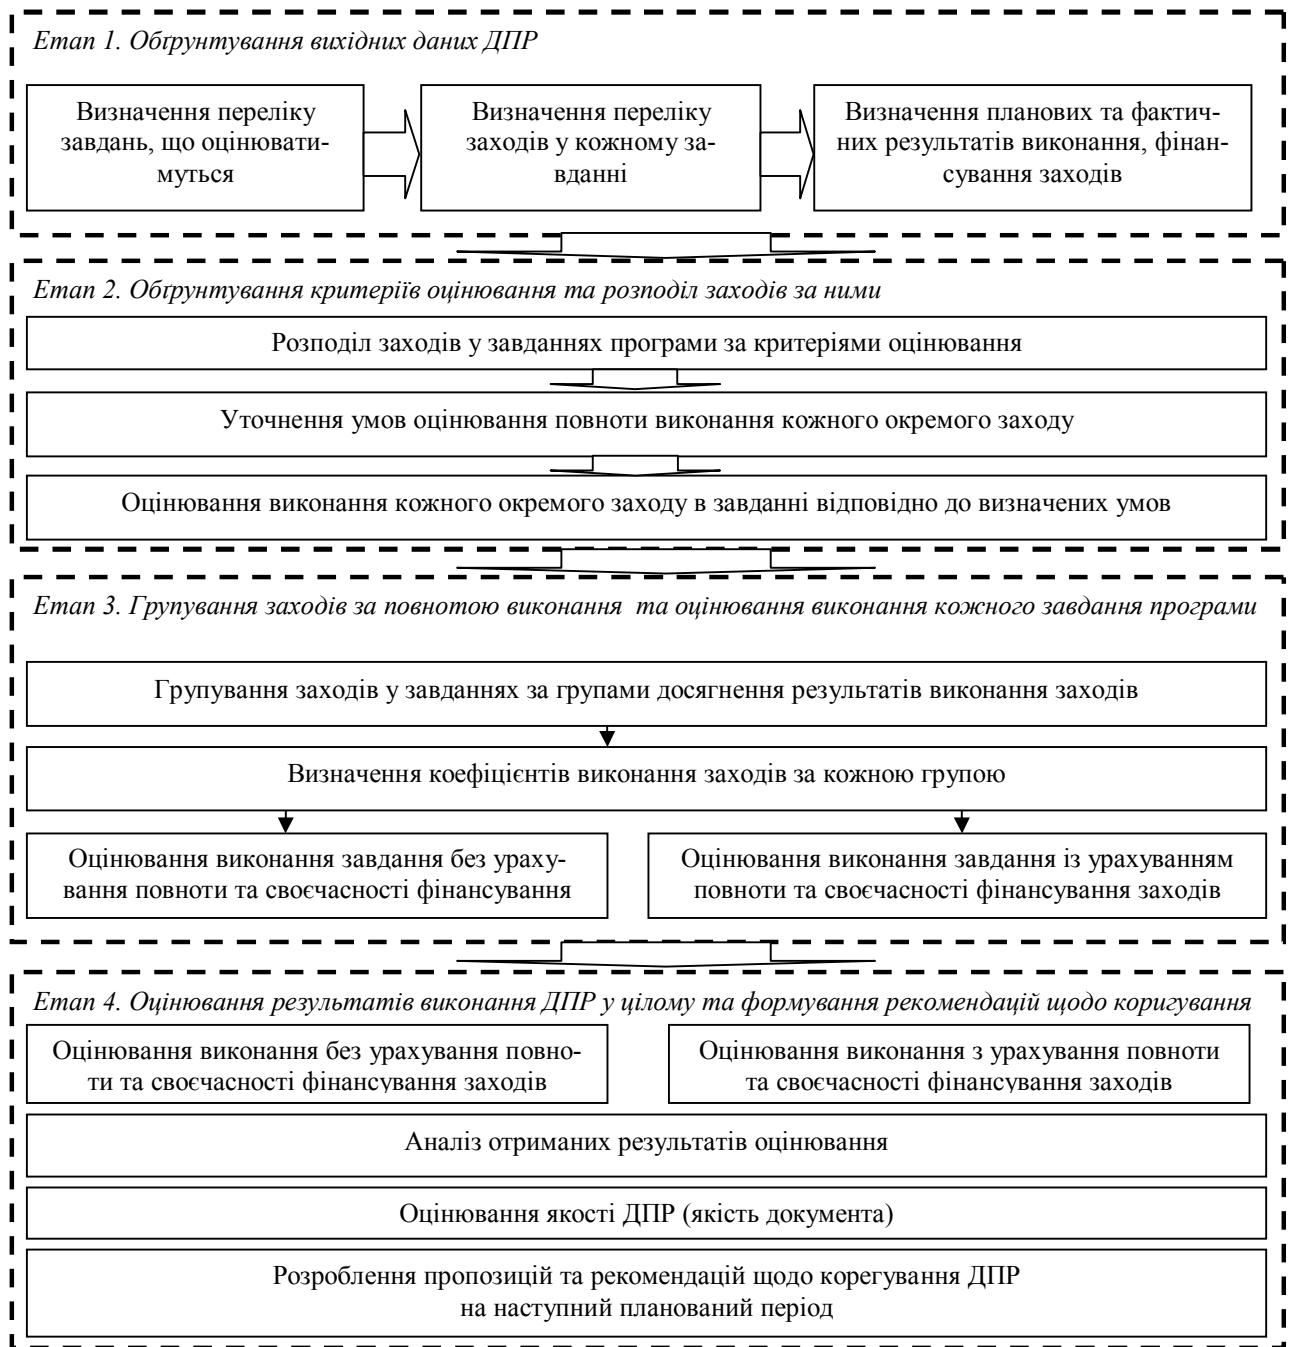 Етап 1. Обґрунтування вихідних даних ДПР
Визначення переліку
завдань, що оцінювати-
муться
Визначення переліку
заходів у кожному за-
вданні
Визначення планових та фактич-
них результатів виконання, фінан-
сування заходів
Етап 2. Обґрунтування критеріїв оцінювання та розподіл заходів за ними
Розподіл заходів у завданнях програми за критеріями оцінювання
Уточнення умов оцінювання повноти виконання кожного окремого заходу
Оцінювання виконання кожного окремого заходу в завданні відповідно до визначених умов
Етап 3. Групування заходів за повнотою виконання та оцінювання виконання кожного завдання програми
Групування заходів у завданнях за групами досягнення результатів виконання заходів
Визначення коефіцієнтів виконання заходів за кожною групою
Оцінювання виконання завдання без ураху-
вання повноти та своєчасності фінансування
Оцінювання виконання завдання із урахуванням
повноти та своєчасності фінансування заходів
Етап 4. Оцінювання результатів виконання ДПР у цілому та формування рекомендацій щодо коригування
Оцінювання виконання без урахування повно-
ти та своєчасності фінансування заходів
Оцінювання виконання з урахування повноти
та своєчасності фінансування заходів
Аналіз отриманих результатів оцінювання
Оцінювання якості ДПР (якість документа)
Розроблення пропозицій та рекомендацій щодо корегування ДПР
на наступний планований період